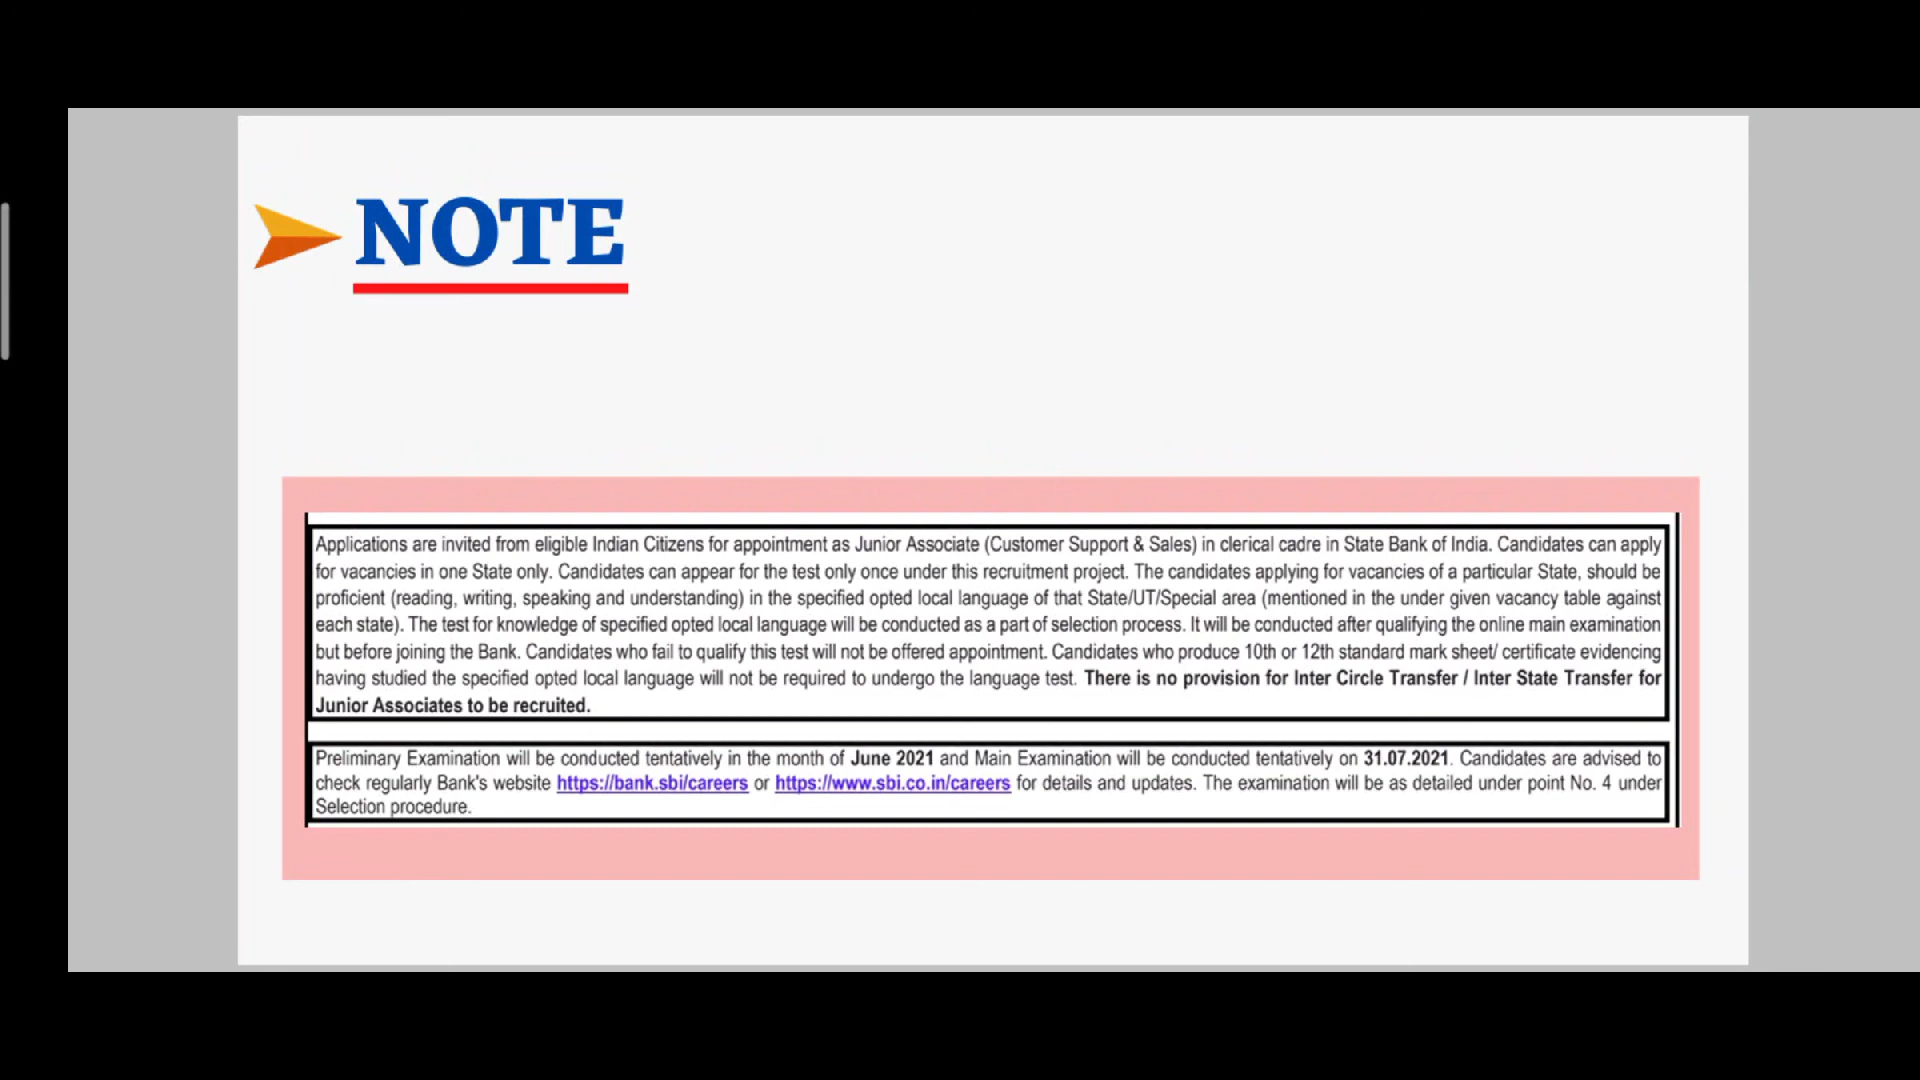 NOTE
Applications are invited from eligible Indian Citizens for appointment as Junior Associate (Customer Support & Sales) in clerical cadre in State Bank of India. Candidates can apply
for vacancies in one State only. Candidates can appear for the test only once under this recruitment project. The candidates applying for vacancies of a particular State, should be
proficient (reading, writing, speaking and understanding) in the specified opted local language of that State/UT/Special area (mentioned in the under given vacancy table against
each state). The test for knowledge of specified opted local language will be conducted as a part of selection process. It will be conducted after qualifying the online main examination
but before joining the Bank. Candidates who fail to qualify this test will not be offered appointment. Candidates who produce 10th or 12th standard mark sheet/ certificate evidencing
having studied the specified opted local language will not be required to undergo the language test. There is no provision for Inter Circle Transfer / Inter State Transfer for
Junior Associates to be recruited.
Preliminary Examination will be conducted tentatively in the month of June 2021 and Main Examination will be conducted tentatively on 31.07.2021. Candidates are advised to
check regularly Bank's website https://bank.sbi/careers or https://www.sbi.co.in/careers for details and updates. The examination will be as detailed under point No. 4 under
Selection procedure.